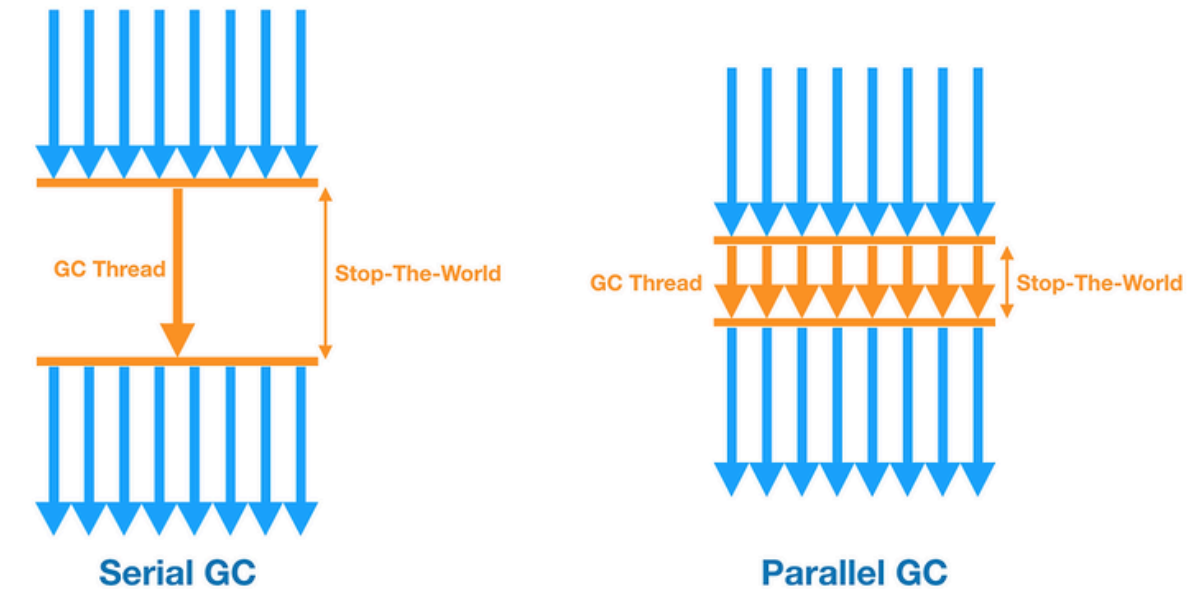 GC Thread
Stop-The-World
Serial GC
GC Thread
Stop-The-World
Parallel GC